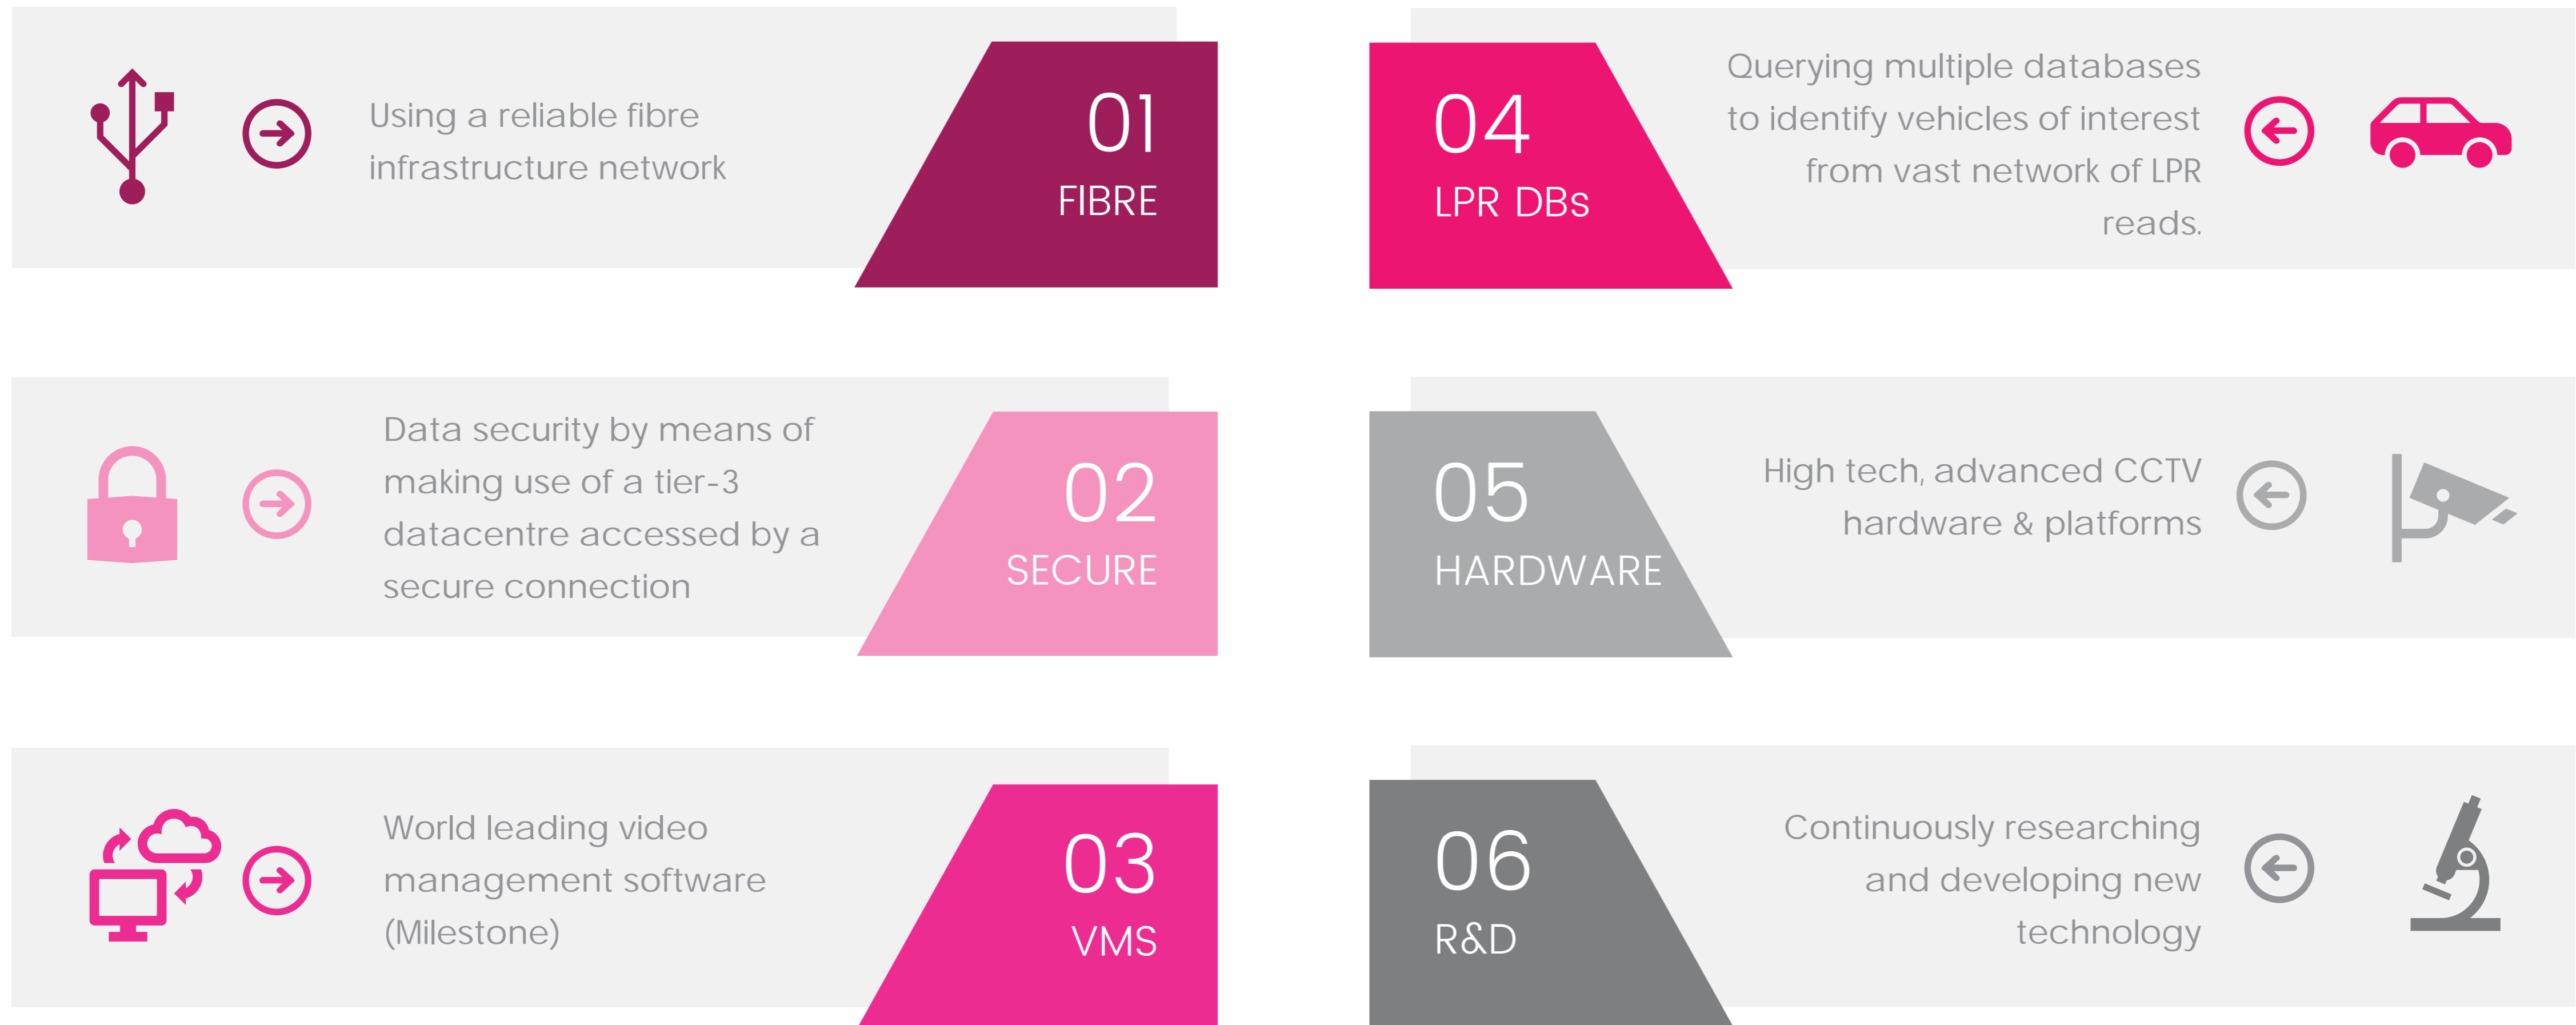 Using a reliable fibre
infrastructure network
01
FIBRE
Data security by means of
making use of a tier-3
datacentre accessed by a
secure connection
02
SECURE
World leading video
management software
(Milestone)
03
VMS
04
LPR DBs
Querying multiple databases
to identify vehicles of interest
from vast network of LPR
reads.
05
HARDWARE
High tech, advanced CCTV
hardware & platforms
06
R&D
Continuously researching
and developing new
technology